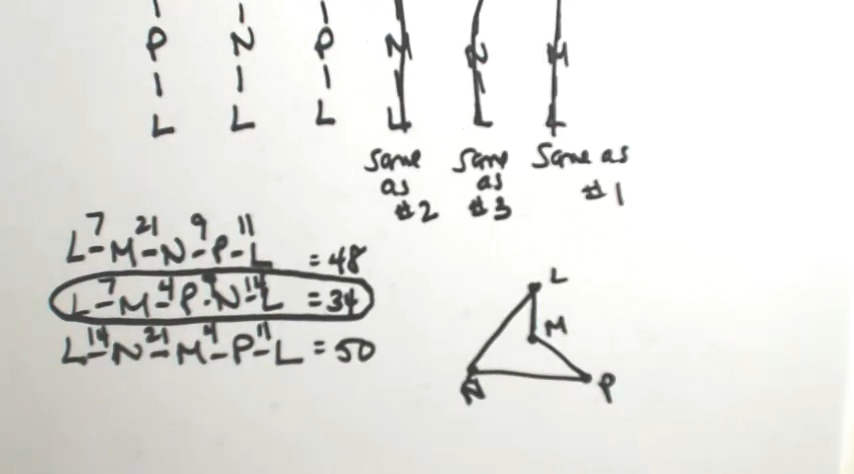 P N P N N M
L L L L L L
same same same as
as as #1
#2 #3
7 21 9 11
L-M-N-P-L = 48
7 4 9 14
L-M-P-N-L = 34
14 21 4 11
L-N-M-P-L = 50
L
M
N P